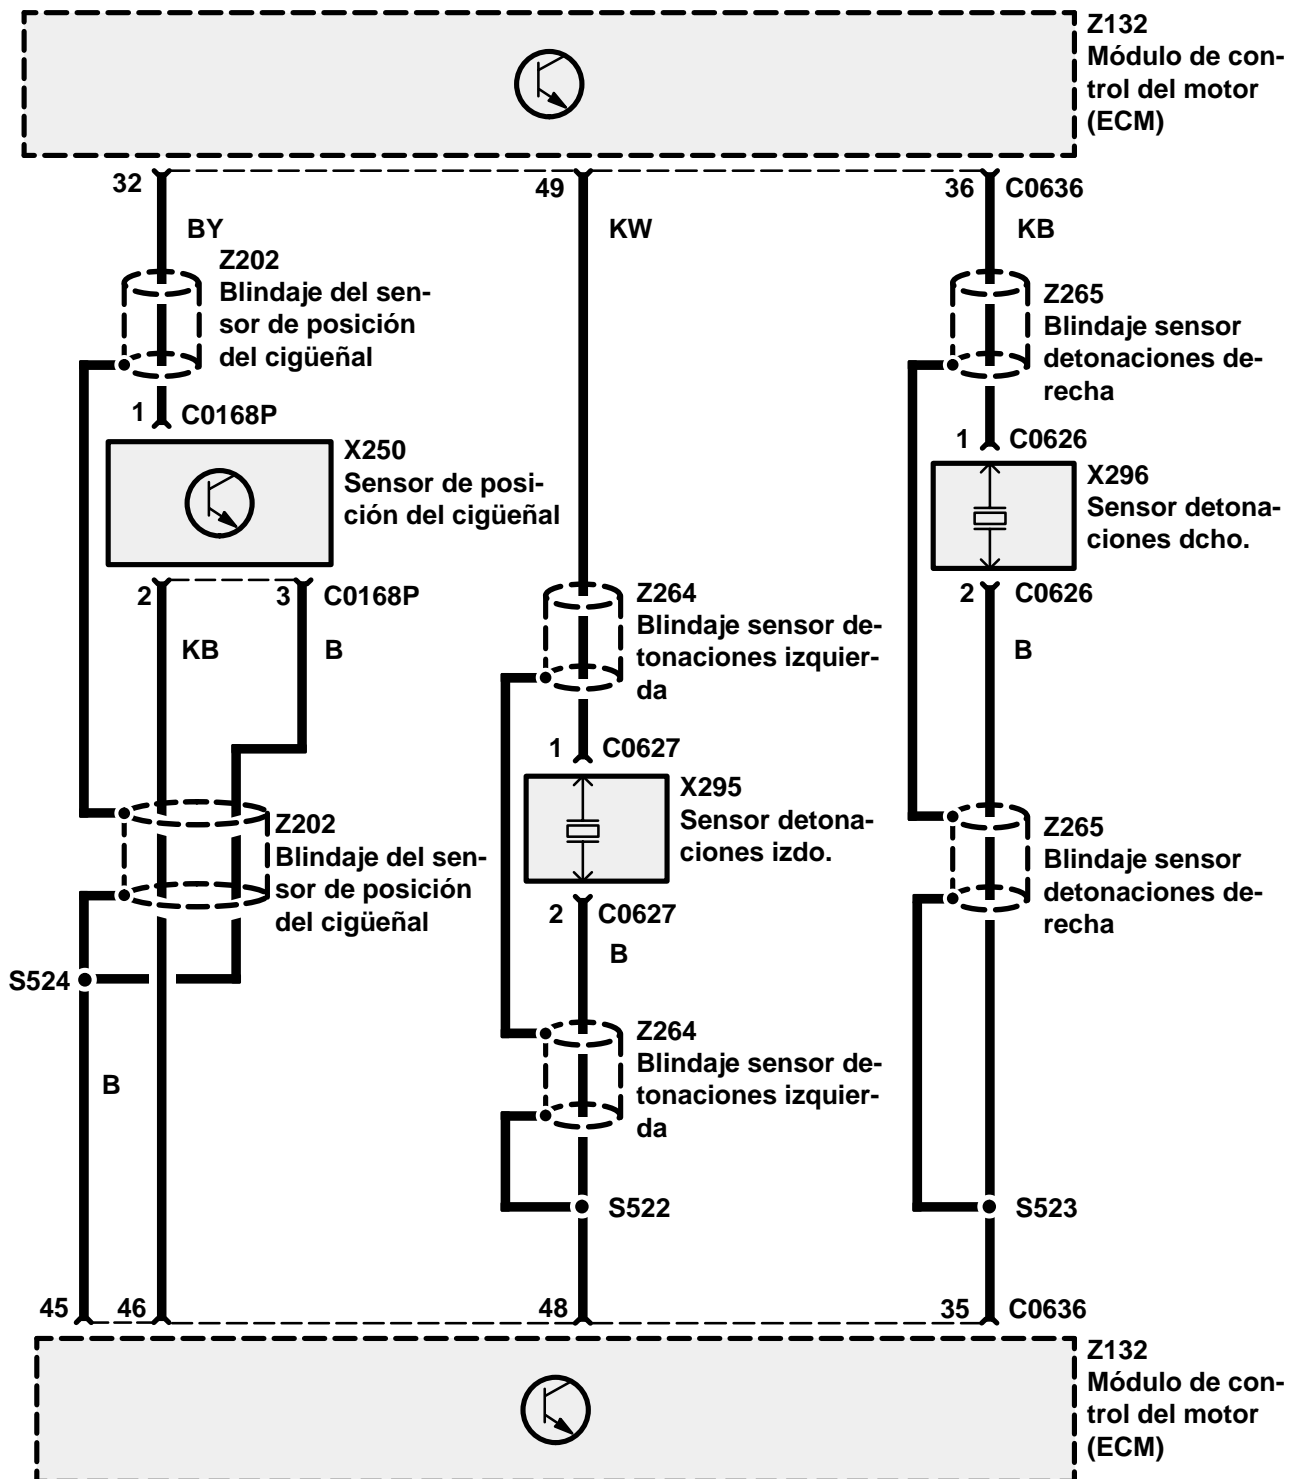 Z132
Módulo de con-
trol del motor
(ECM)
32
49
36
C0636
BY
KW
KB
Z202
Blindaje del sen-
sor de posición
del cigüeñal
Z265
Blindaje sensor
detonaciones de-
recha
1
C0168P
X250
Sensor de posi-
ción del cigüeñal
1
C0626
X296
Sensor detona-
ciones dcho.
2
3
C0168P
KB
B
Z264
Blindaje sensor de-
tonaciones izquier-
da
2
C0626
B
1
C0627
X295
Sensor detona-
ciones izdo.
Z202
Blindaje del sen-
sor de posición
del cigüeñal
Z265
Blindaje sensor
detonaciones de-
recha
2
C0627
B
S524
B
Z264
Blindaje sensor de-
tonaciones izquier-
da
S522
S523
45
46
48
35
C0636
Z132
Módulo de con-
trol del motor
(ECM)